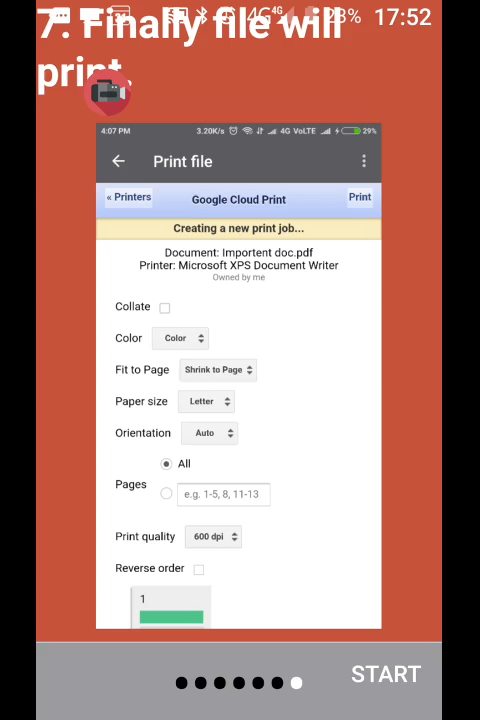 4G 4G 23% 17:52
7. Finally file will
print.
4:07 PM 3.20K/s 4G VoLTE 29%
Print file
« Printers Google Cloud Print Print
Creating a new print job...
Document: Importent doc.pdf
Printer: Microsoft XPS Document Writer
Owned by me
Collate
Color Color
Fit to Page Shrink to Page
Paper size Letter
Orientation Auto
All
Pages
e.g. 1-5, 8, 11-13
Print quality 600 dpi
Reverse order
1
START